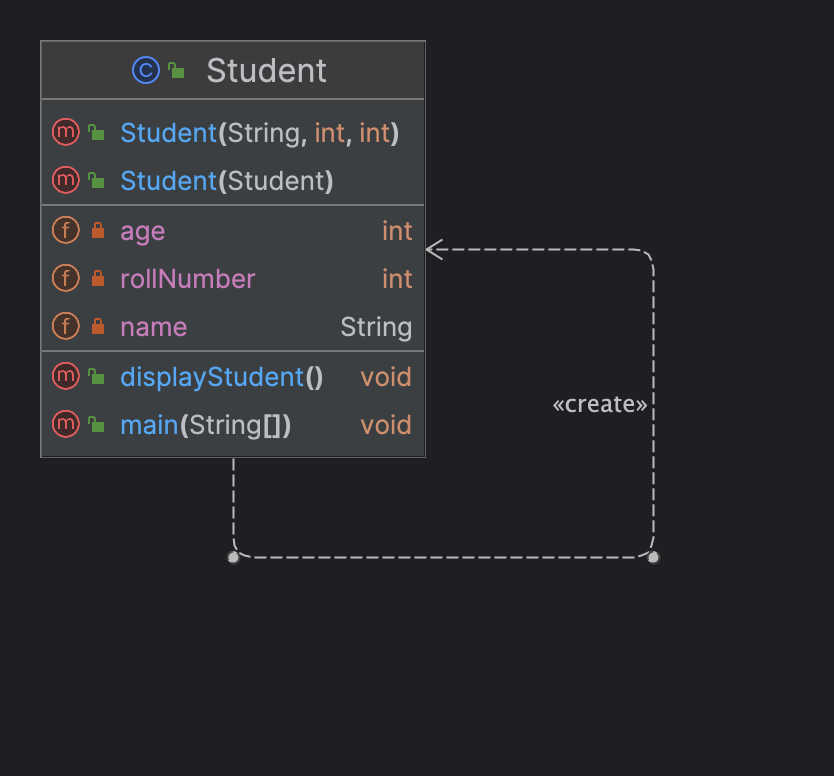 C Student
m Student(String, int, int)
m Student(Student)
f age int
f rollNumber int
f name String
m displayStudent() void
m main(String[]) void
«create»